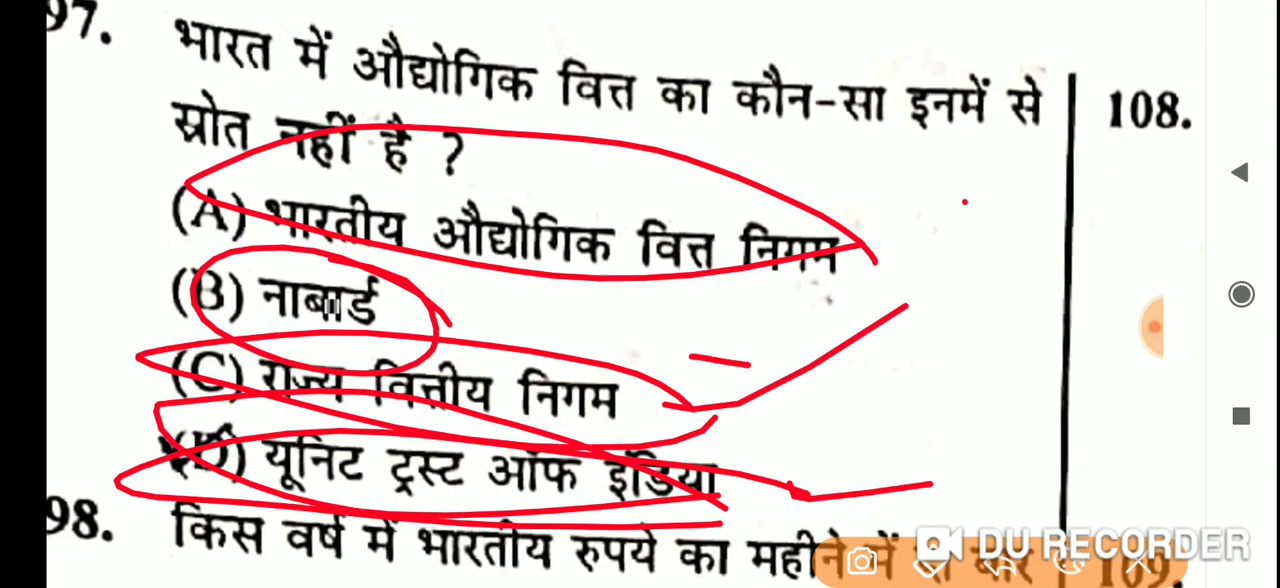 97.
भारत में औद्योगिक वित्त का कौन-सा इनमें से
स्रोत नहीं है ?
(A) भारतीय औद्योगिक वित्त निगम
(B) नाबार्ड
(C) राज्य वित्तीय निगम
(D) यूनिट ट्रस्ट ऑफ इंडिया
98. किस वर्ष में भारतीय रुपये का महीने में
108.
109.
DU RECORDER